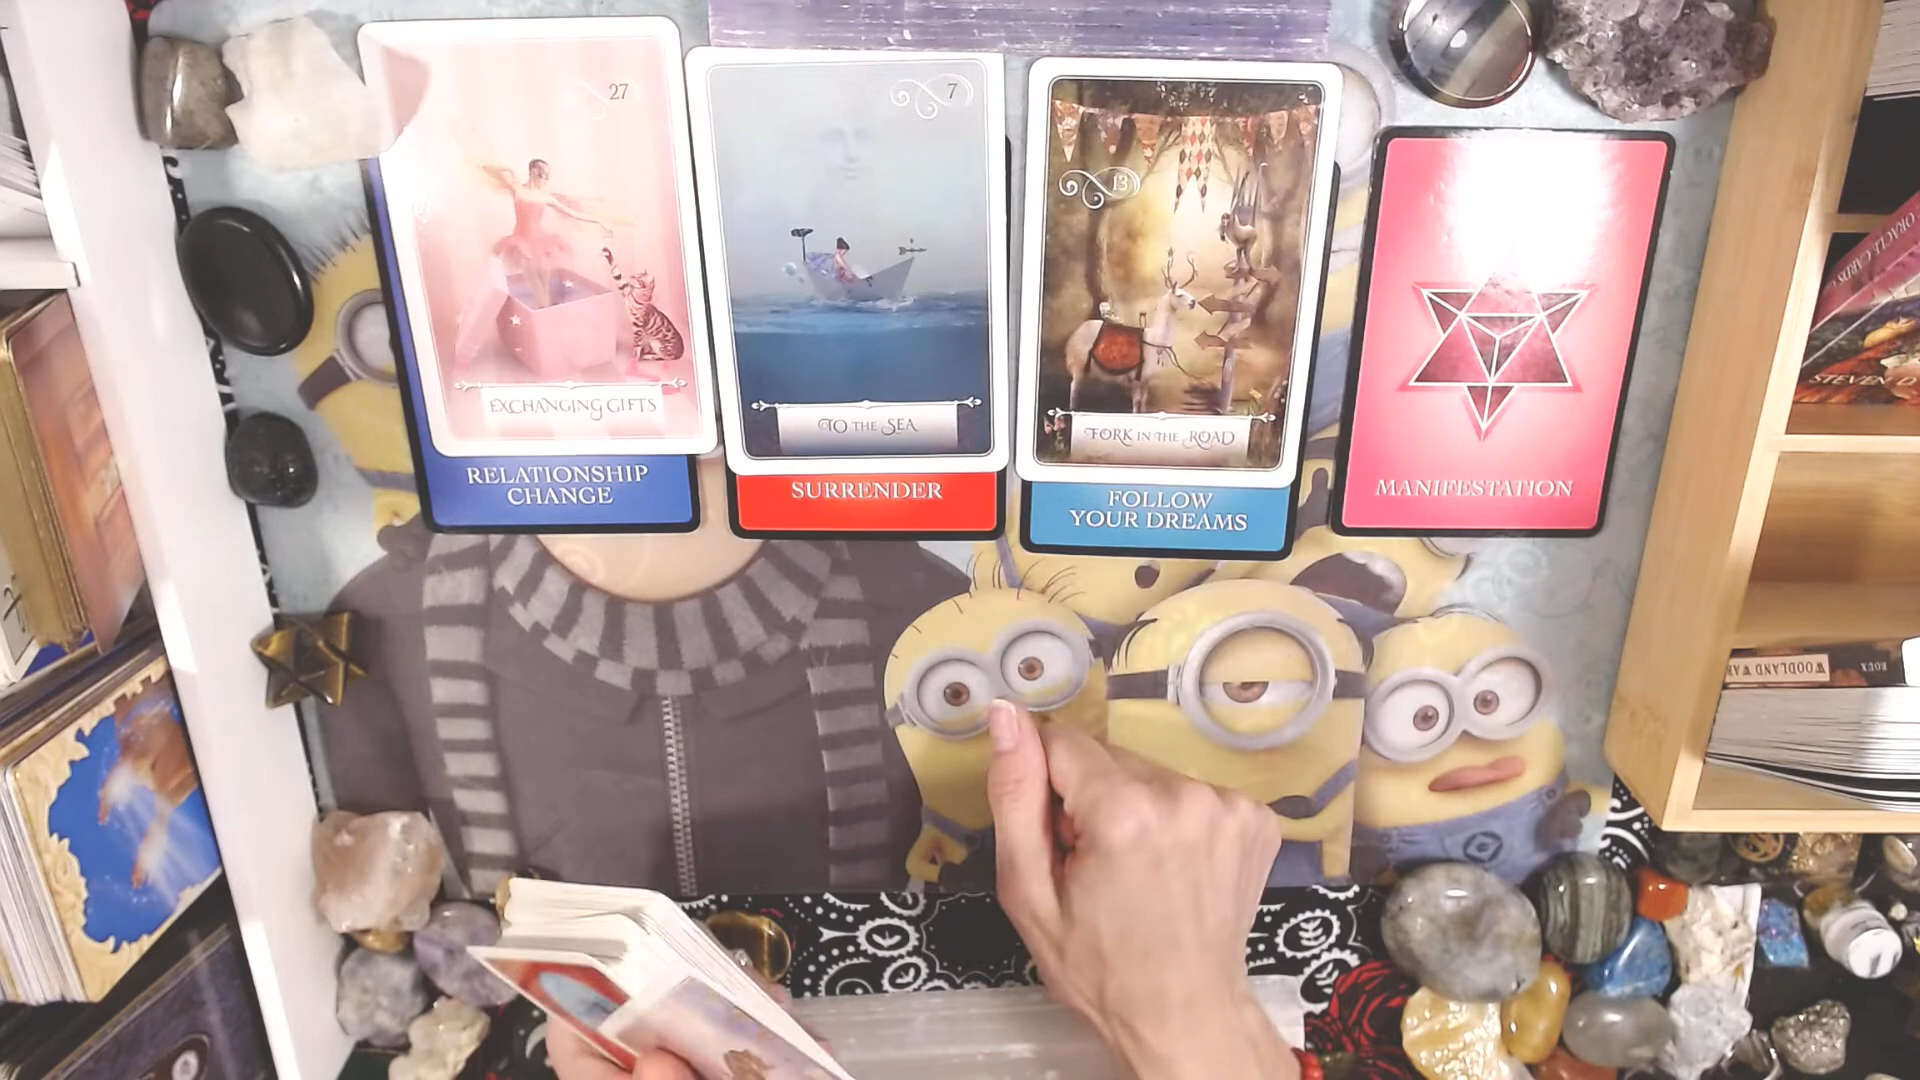 27
EXCHANGING GIFTS
RELATIONSHIP
CHANGE
7
TO THE SEA
SURRENDER
13
FORK IN THE ROAD
FOLLOW
YOUR DREAMS
MANIFESTATION
ORACLE CARDS
STEVEN D.
WOODLAND WAR
ROUX